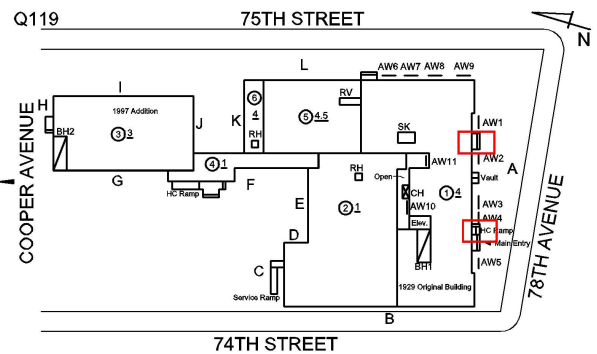 Q119
75TH STREET
N
L
AW6 AW7 AW8 AW9
I
H
1997 Addition
BH2
3 3
J
G
K
6
4
RH
5 4.5
RV
SK
AW1
AW2
A
Vault
AW3
AW4
HC Ramp
Main Entry
AW5
4 1
HC Ramp
F
E
D
C
Service Ramp
RH
2 1
Open
CH
AW10
AW11
1 4
Elev.
BH1
1929 Original Building
B
COOPER AVENUE
78TH AVENUE
74TH STREET